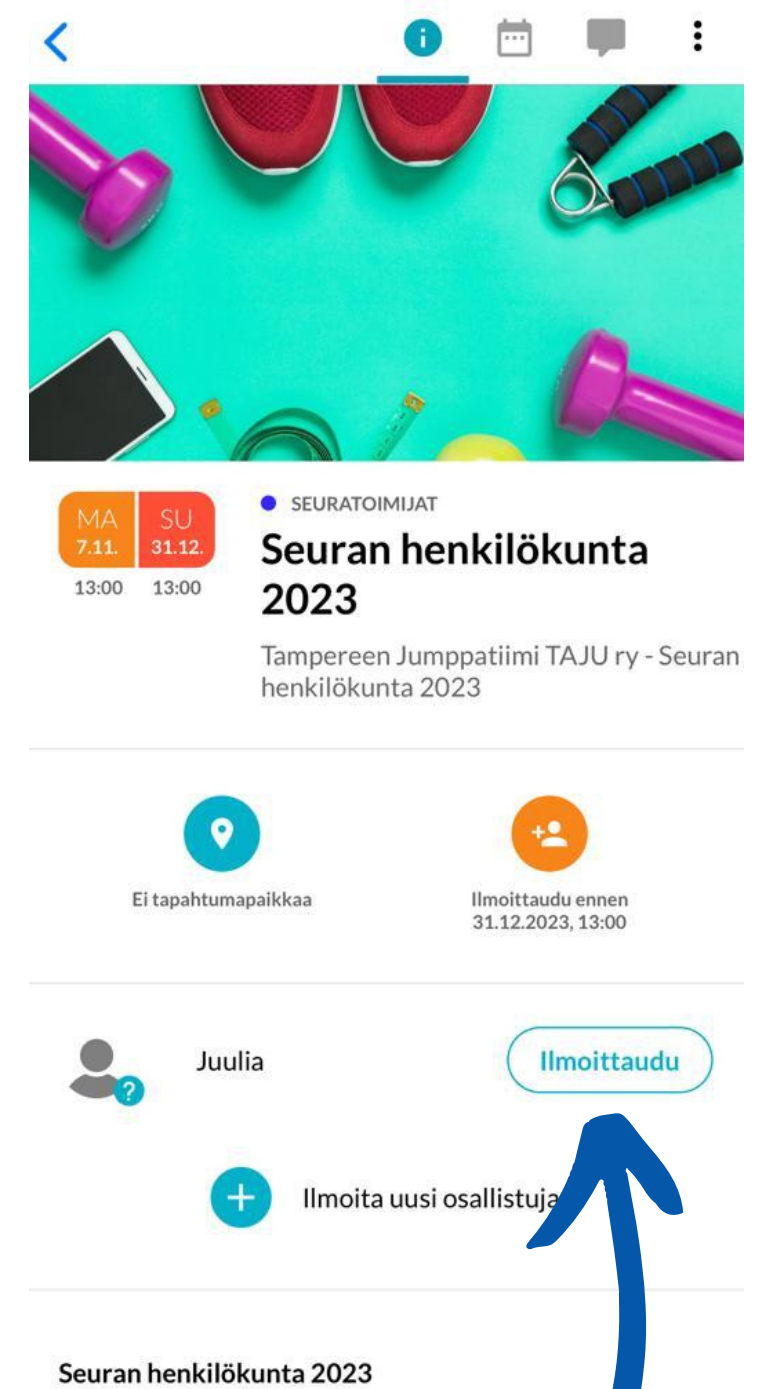 MA SU
7.11. 31.12.
13:00 13:00
SEURATOIMIJAT
Seuran henkilökunta
2023
Tampereen Jumppatiimi TAJU ry - Seuran
henkilökunta 2023
Ei tapahtumapaikkaa
Ilmoittaudu ennen
31.12.2023, 13:00
Juulia
Ilmoittaudu
Ilmoita uusi osallistuja
Seuran henkilökunta 2023